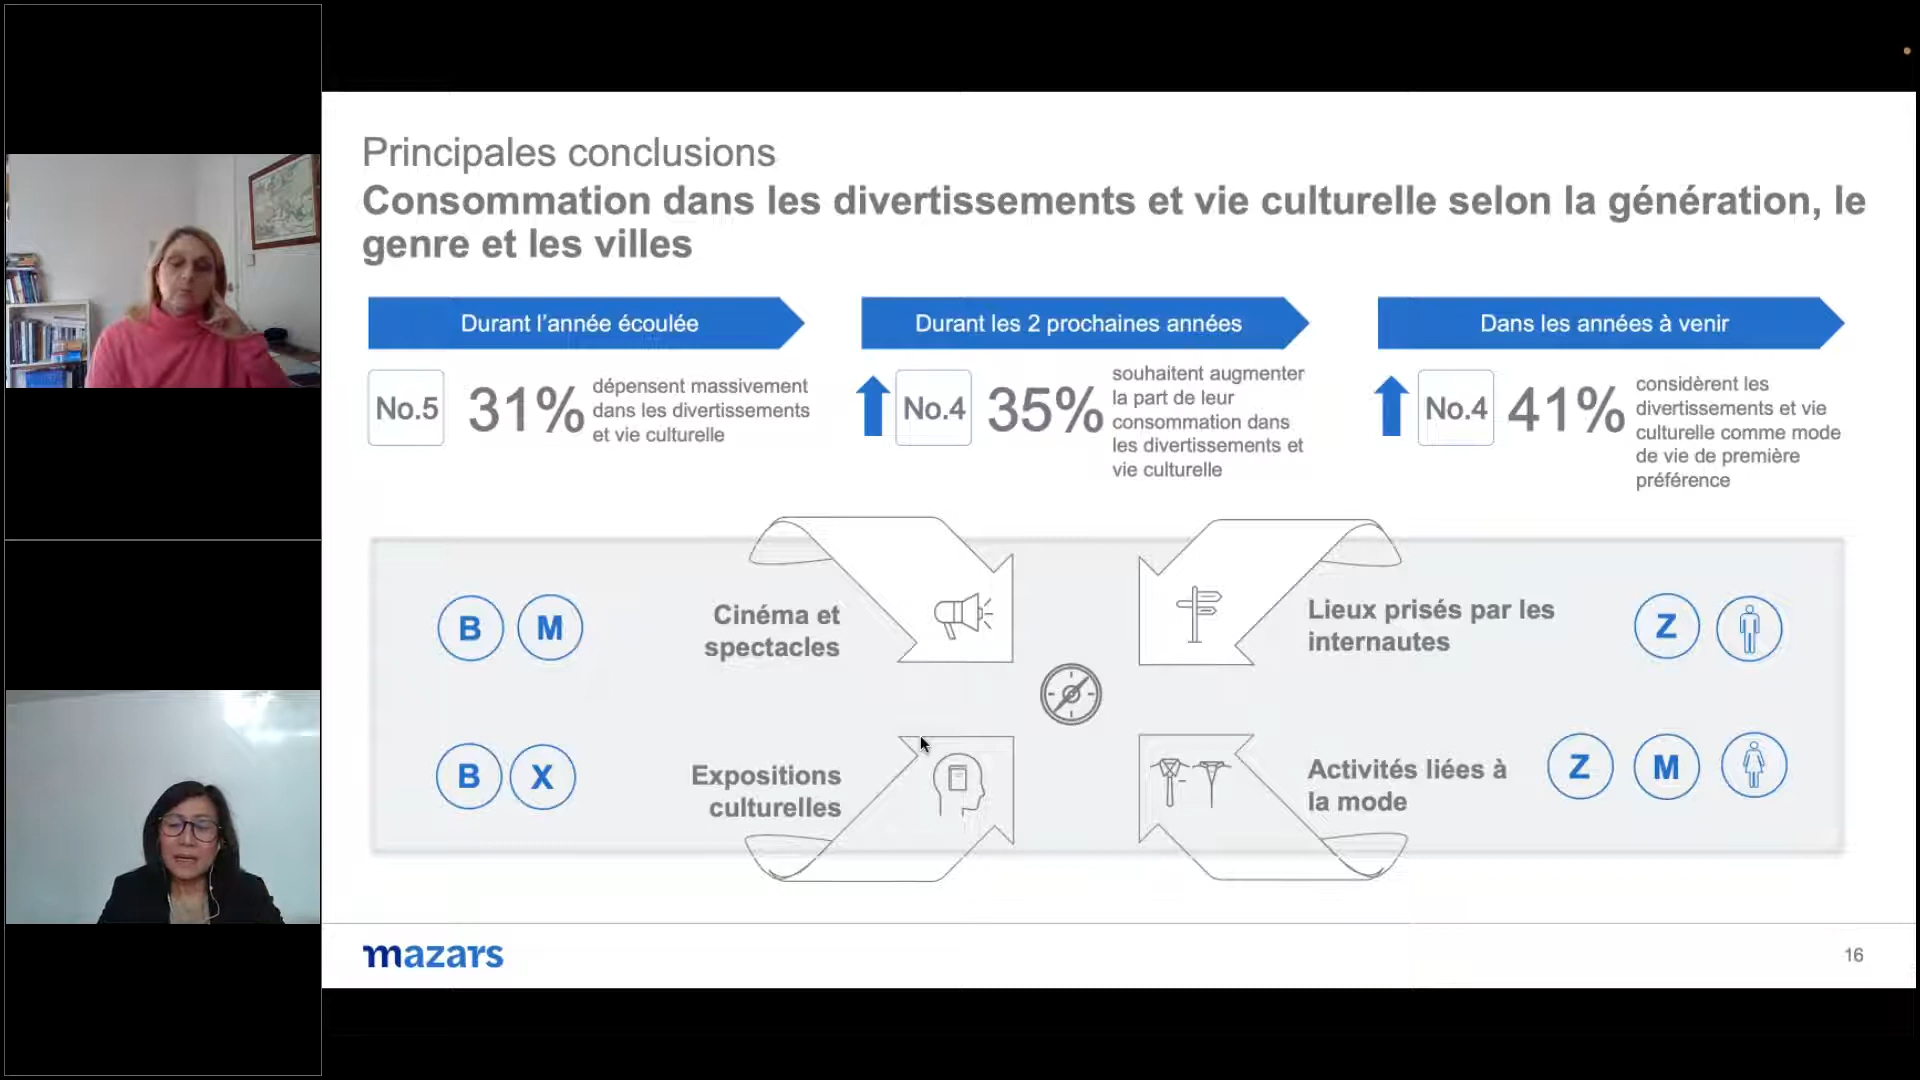 Principales conclusions
Consommation dans les divertissements et vie culturelle selon la génération, le
genre et les villes
Durant l'année écoulée
No.5
31%
dépensent massivement
dans les divertissements
et vie culturelle
Durant les 2 prochaines années
No.4
35%
souhaitent augmenter
la part de leur
consommation dans
les divertissements et
vie culturelle
Dans les années à venir
No.4
41%
considèrent les
divertissements et vie
culturelle comme mode
de vie de première
préférence
B M
Cinéma et
spectacles
Lieux prisés par les
internautes
Z
B X
Expositions
culturelles
Activités liées à
la mode
Z M
mazars
16